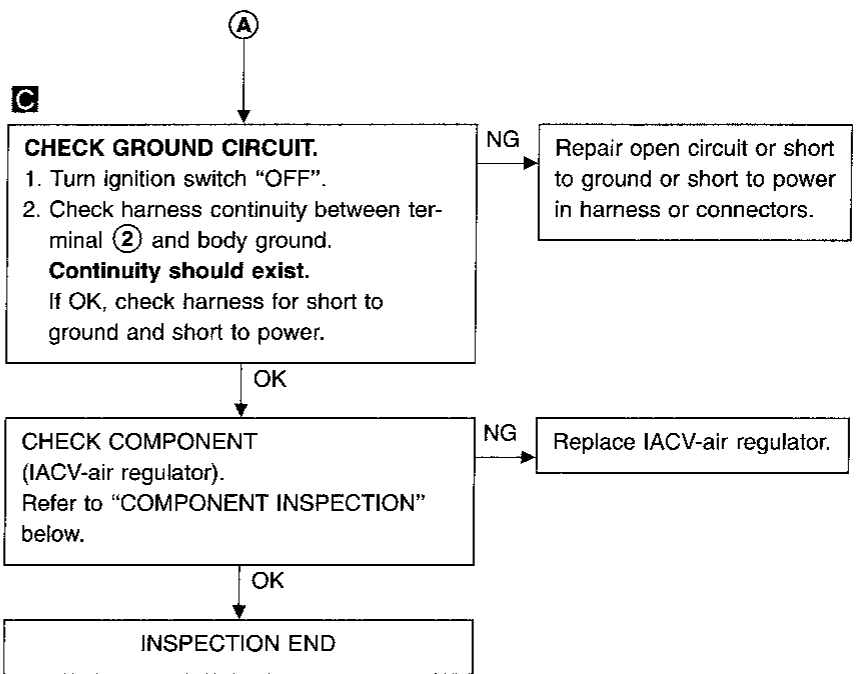 A
C
CHECK GROUND CIRCUIT.
1. Turn ignition switch “OFF”.
2. Check harness continuity between ter-
minal ② and body ground.
Continuity should exist.
If OK, check harness for short to
ground and short to power.
NG
Repair open circuit or short
to ground or short to power
in harness or connectors.
OK
CHECK COMPONENT
(IACV-air regulator).
Refer to “COMPONENT INSPECTION”
below.
NG
Replace IACV-air regulator.
OK
INSPECTION END